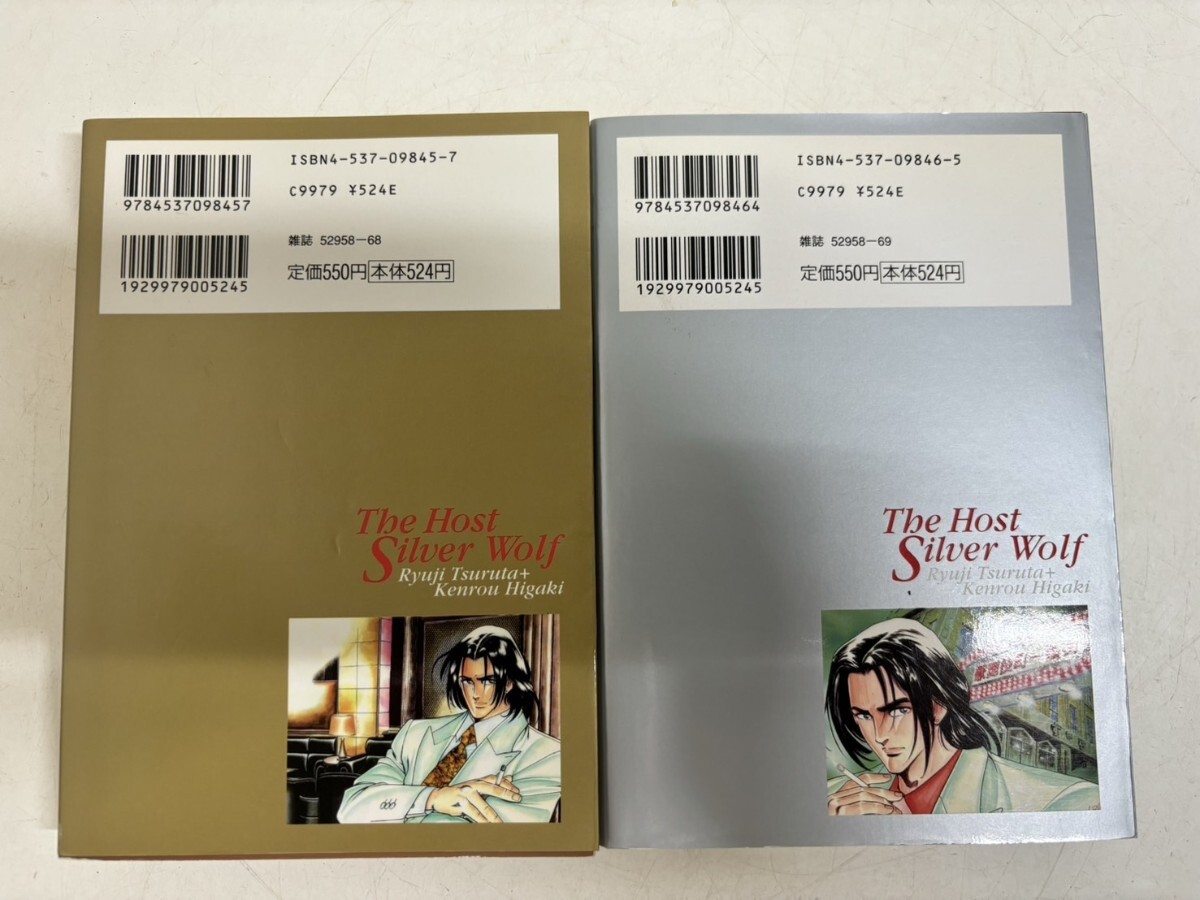 ISBN4-537-09845-7
9784537098457
C9979 ¥524E
雑誌 52958-68
1929979005245
定価550円 本体524円
The Host
Silver Wolf
Ryuji Tsuruta+
Kenrou Higaki
ISBN4-537-09846-5
9784537098464
C9979 ¥524E
雑誌 52958-69
1929979005245
定価550円 本体524円
The Host
Silver Wolf
Ryuji Tsuruta+
Kenrou Higaki